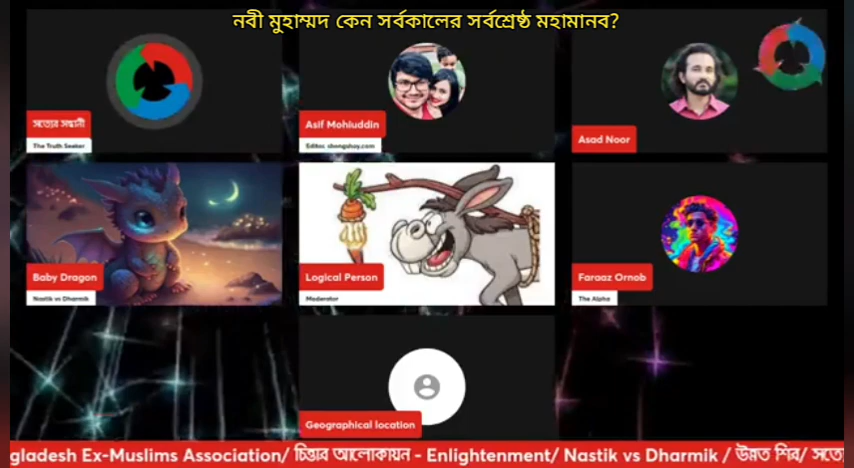 নবী মুহাম্মদ কেন সর্বকালের সর্বশ্রেষ্ঠ মহামানব?
সত্যের সন্ধানী
The Truth Seeker
Asif Mohiuddin
Editor, shongshoy.com
Asad Noor
Baby Dragon
Nastik vs Dharmik
Logical Person
Moderator
Faraaz Ornob
The Alpha
Geographical location
gladesh Ex-Muslims Association/ চিন্তার আলোকায়ন - Enlightenment/ Nastik vs Dharmik / উন্নত শির/ সত্যে